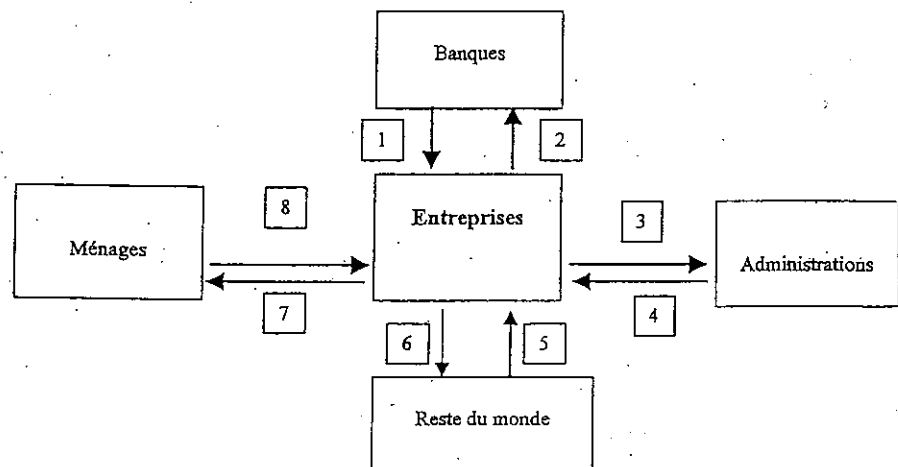 Banques
1
2
8
Entreprises
3
Ménages
Administrations
7
4
6
5
Reste du monde